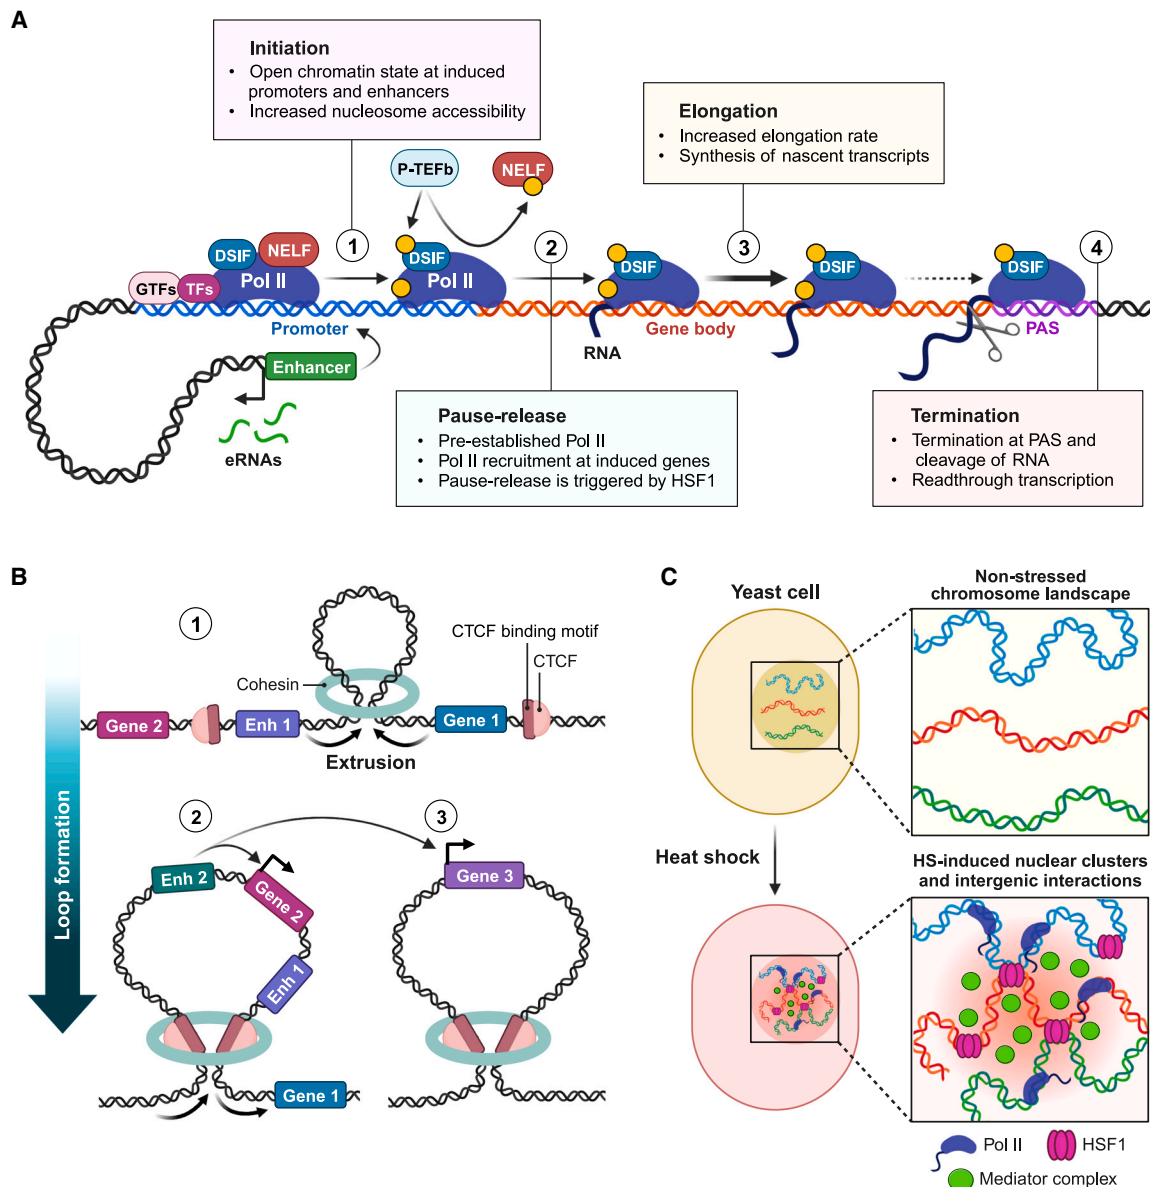 A
Initiation
• Open chromatin state at induced
promoters and enhancers
• Increased nucleosome accessibility
Elongation
• Increased elongation rate
• Synthesis of nascent transcripts
P-TEFb
NELF
1
2
3
4
DSIF
NELF
GTFs
TFs
Pol II
DSIF
Pol II
DSIF
DSIF
DSIF
Promoter
RNA
Gene body
PAS
Enhancer
eRNAs
Pause-release
• Pre-established Pol II
• Pol II recruitment at induced genes
• Pause-release is triggered by HSF1
Termination
• Termination at PAS and
cleavage of RNA
• Readthrough transcription
B
Loop formation
1
CTCF binding motif
CTCF
Cohesin
Gene 2
Enh 1
Gene 1
Extrusion
2
3
Enh 2
Gene 2
Enh 1
Gene 3
Gene 1
C
Yeast cell
Non-stressed
chromosome landscape
Heat shock
HS-induced nuclear clusters
and intergenic interactions
Pol II
HSF1
Mediator complex